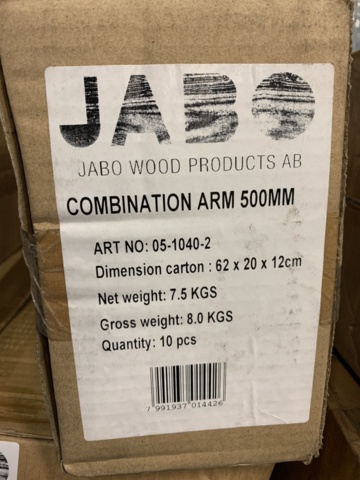 JABO
JABO WOOD PRODUCTS AB
COMBINATION ARM 500MM
ART NO: 05-1040-2
Dimension carton : 62 x 20 x 12cm
Net weight: 7.5 KGS
Gross weight: 8.0 KGS
Quantity: 10 pcs
7 991937 014426